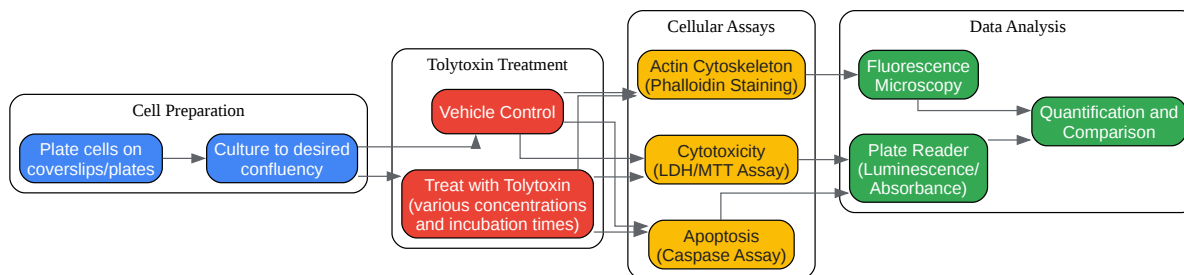 Cell Preparation
Plate cells on
coverslips/plates
Culture to desired
confluency
Tolytoxin Treatment
Vehicle Control
Treat with Tolytoxin
(various concentrations
and incubation times)
Cellular Assays
Actin Cytoskeleton
(Phalloidin Staining)
Cytotoxicity
(LDH/MTT Assay)
Apoptosis
(Caspase Assay)
Data Analysis
Fluorescence
Microscopy
Plate Reader
(Luminescence/
Absorbance)
Quantification and
Comparison